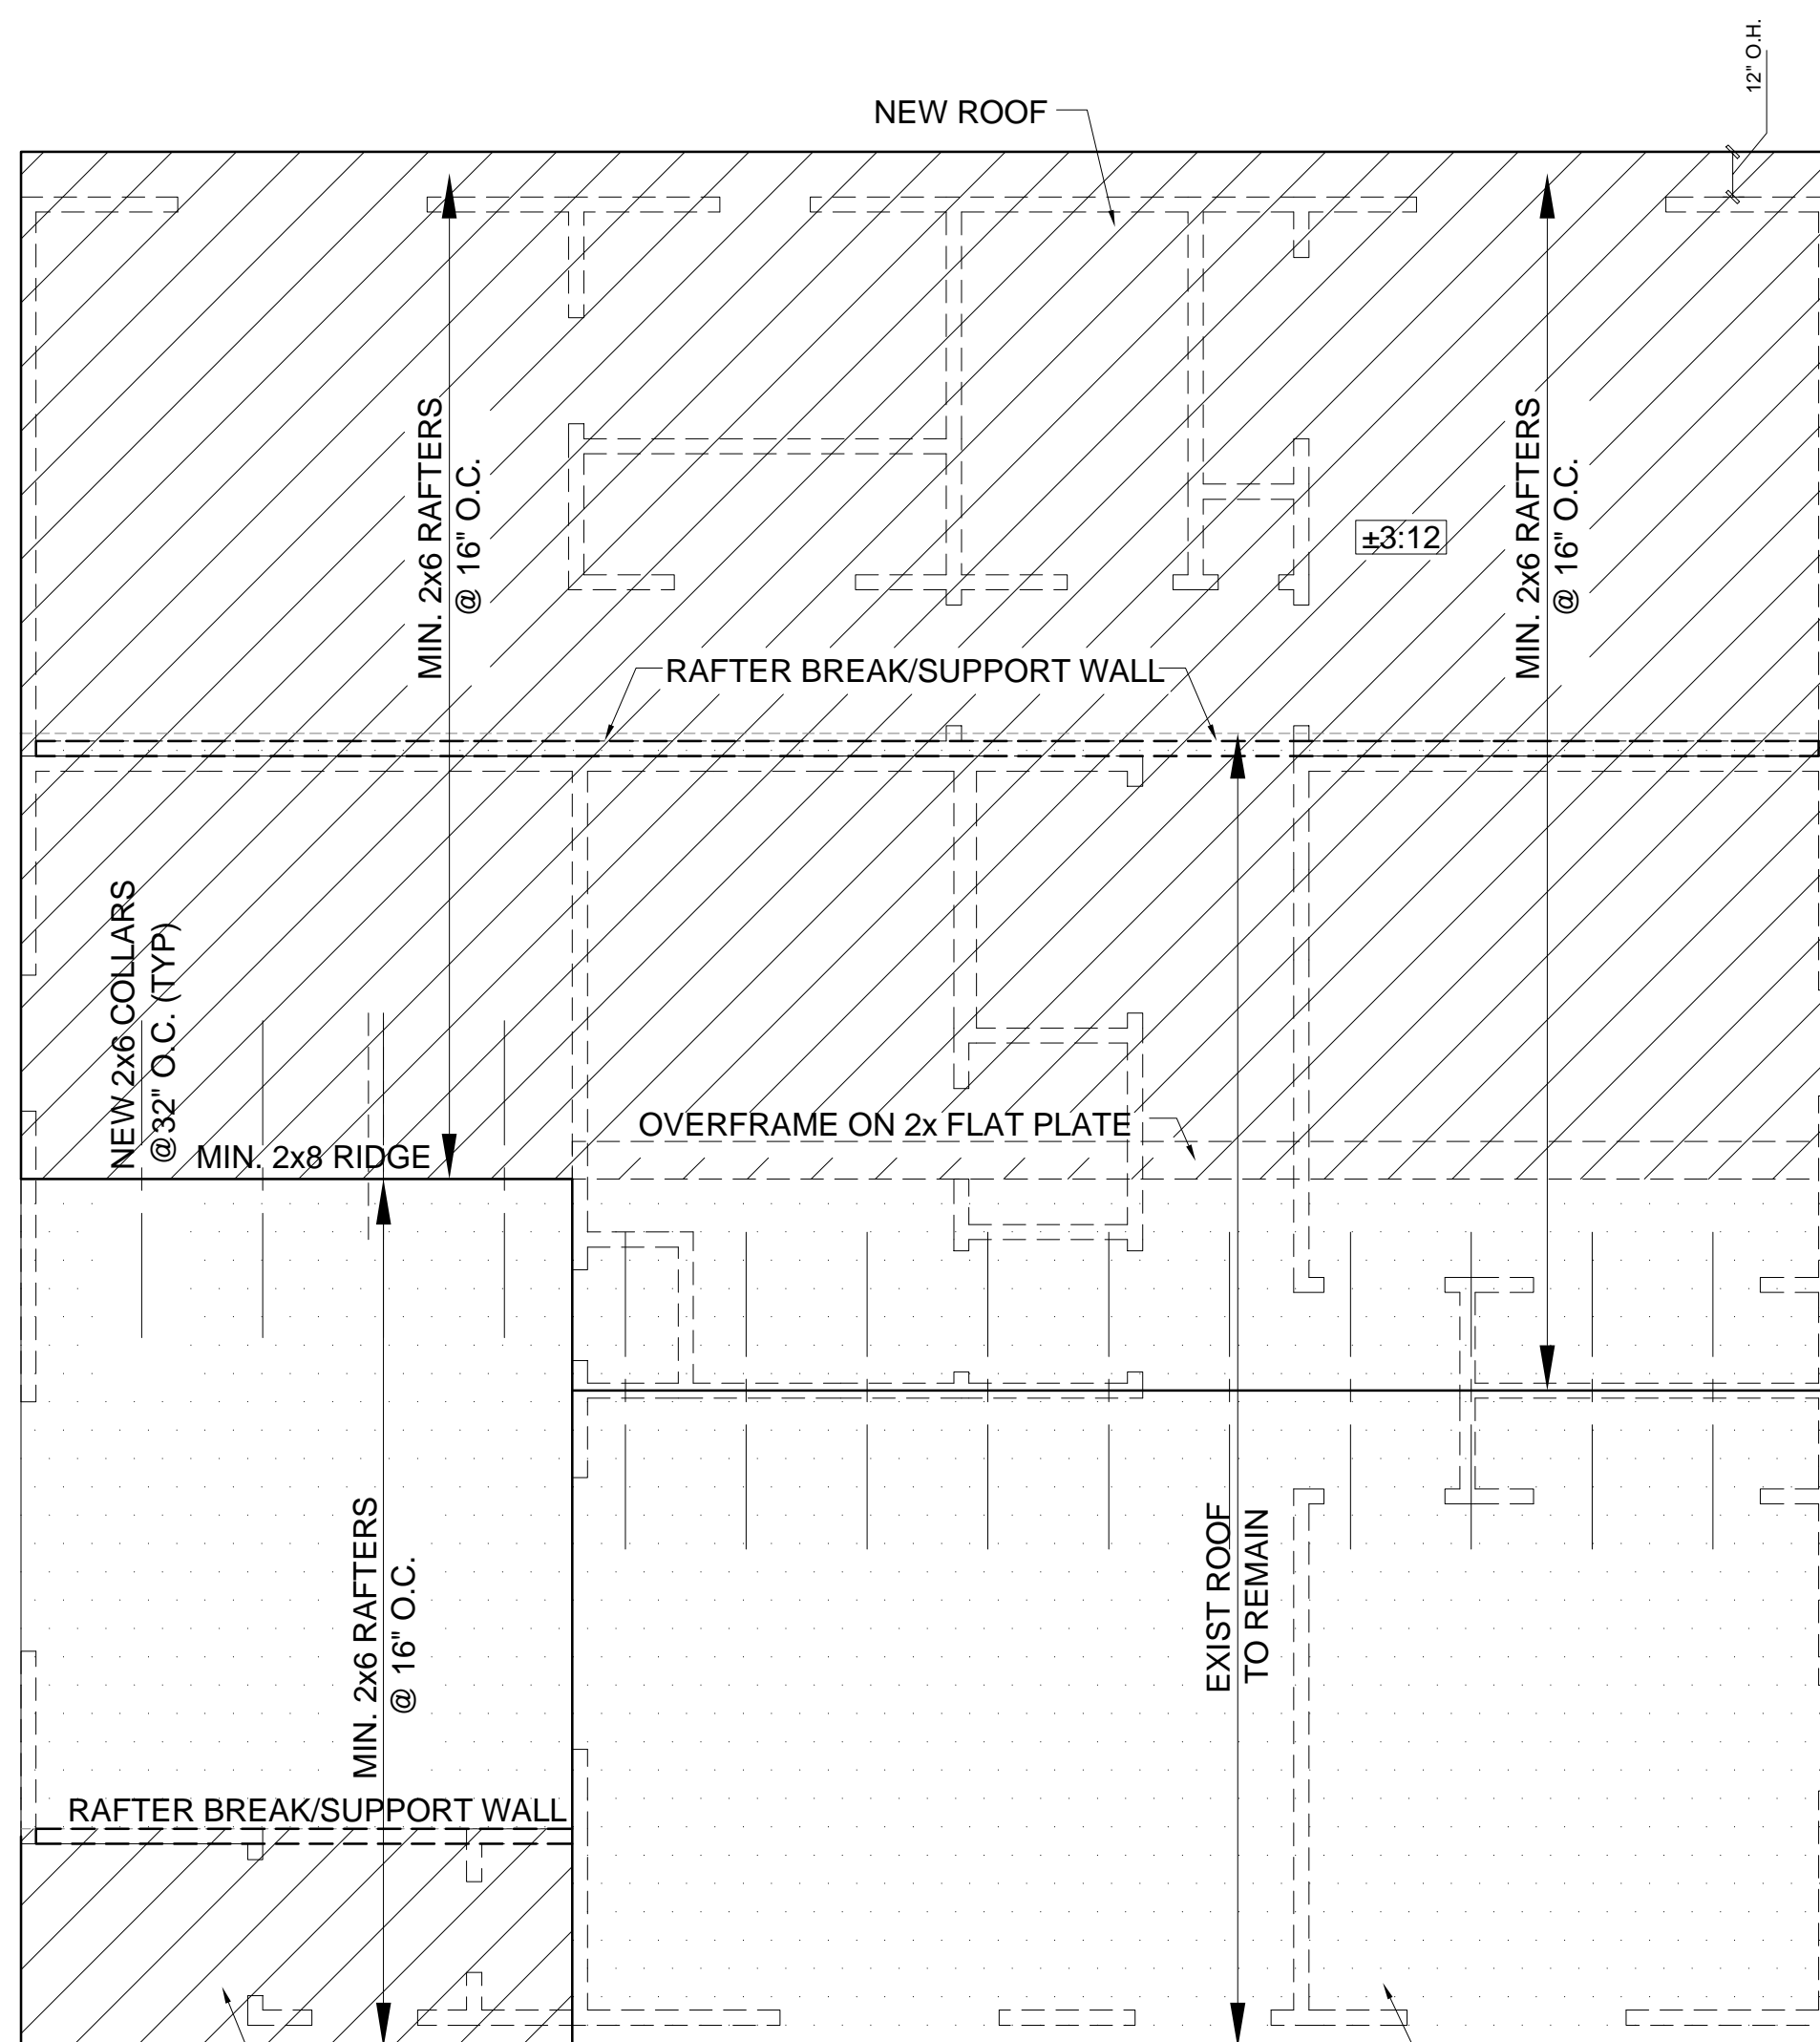 12" O.H.
NEW ROOF
MIN. 2x6 RAFTERS
@ 16" O.C.
MIN. 2x6 RAFTERS
@ 16" O.C.
±3:12
RAFTER BREAK/SUPPORT WALL
NEW 2x6 COLLARS
@32" O.C. (TYP)
OVERFRAME ON 2x FLAT PLATE
MIN. 2x8 RIDGE
MIN. 2x6 RAFTERS
@ 16" O.C.
EXIST ROOF
TO REMAIN
RAFTER BREAK/SUPPORT WALL